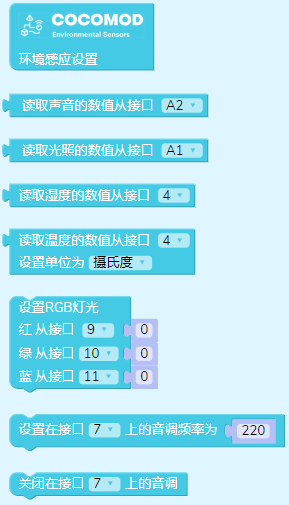 COCOMOD
Environmental Sensors
环境感应设置
读取声音的数值从接口 A2
读取光照的数值从接口 A1
读取湿度的数值从接口 4
读取温度的数值从接口 4
设置单位为 摄氏度
设置RGB灯光
红 从接口 9 0
绿 从接口 10 0
蓝 从接口 11 0
设置在接口 7 上的音调频率为 220
关闭在接口 7 上的音调